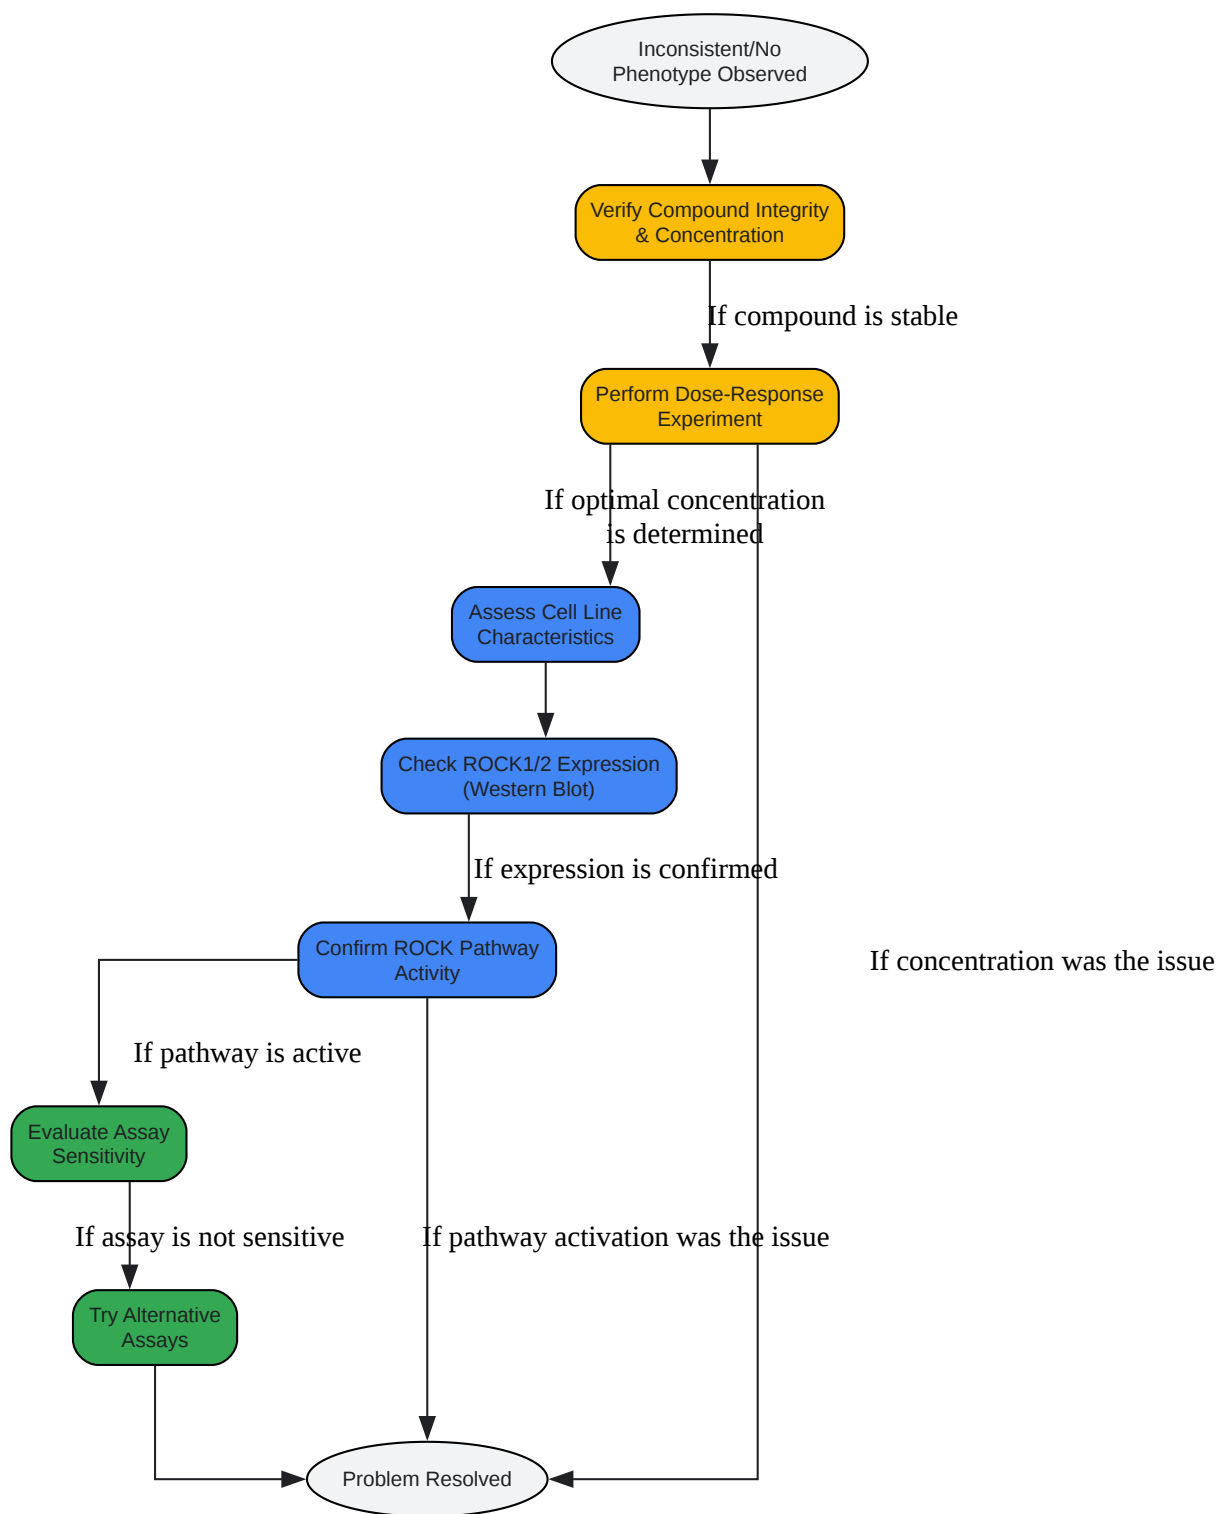 Inconsistent/No
Phenotype Observed
Verify Compound Integrity
& Concentration
If compound is stable
Perform Dose-Response
Experiment
If optimal concentration
is determined
Assess Cell Line
Characteristics
Check ROCK1/2 Expression
(Western Blot)
If expression is confirmed
Confirm ROCK Pathway
Activity
If concentration was the issue
If pathway is active
Evaluate Assay
Sensitivity
If assay is not sensitive
If pathway activation was the issue
Try Alternative
Assays
Problem Resolved